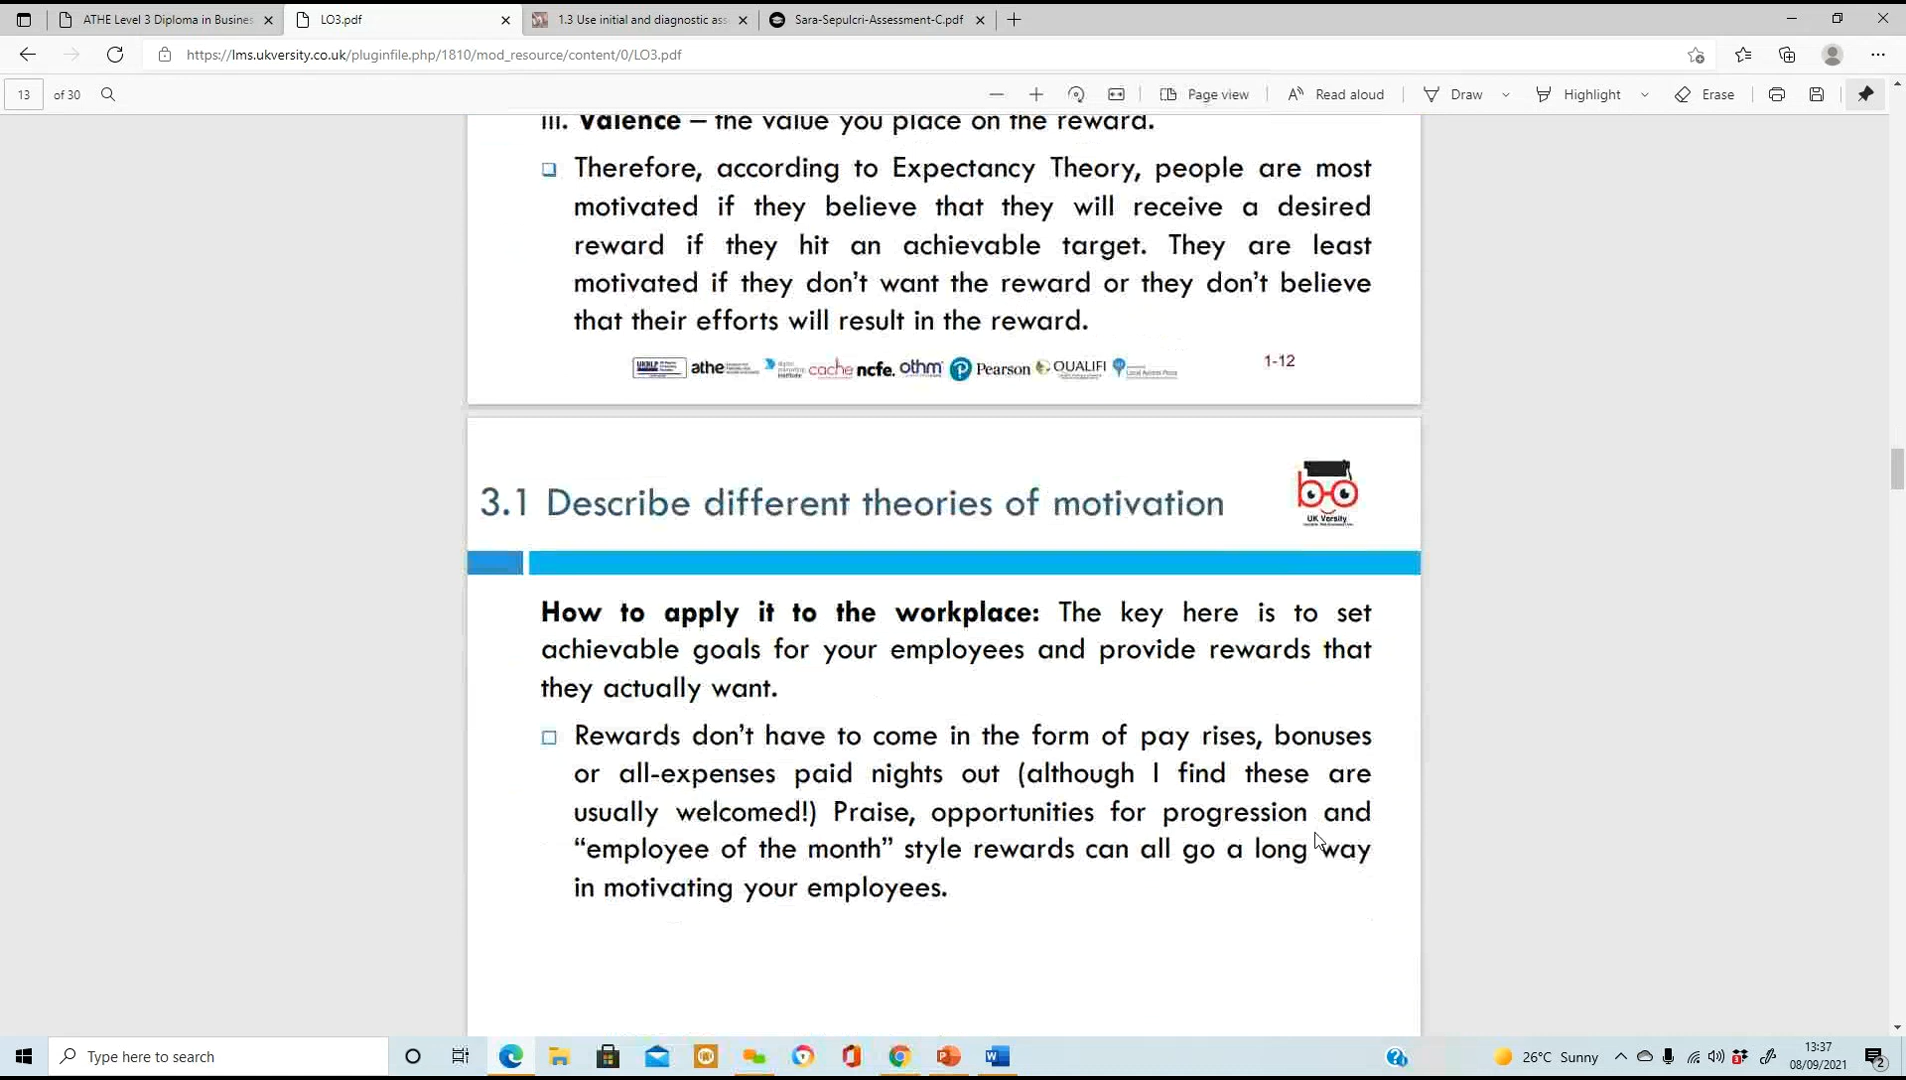 ATHE Level 3 Diploma in Busines
LO3.pdf
1.3 Use initial and diagnostic ass
Sara-Sepulcri-Assessment-C.pdf
https://lms.ukversity.co.uk/pluginfile.php/1810/mod_resource/content/0/LO3.pdf
13 of 30
Page view
Read aloud
Draw
Highlight
Erase
iii. Valence – the value you place on the reward.
Therefore, according to Expectancy Theory, people are most
motivated if they believe that they will receive a desired
reward if they hit an achievable target. They are least
motivated if they don’t want the reward or they don’t believe
that their efforts will result in the reward.
UKRLP athe cache ncfe. othm Pearson QUALIFI
1-12
3.1 Describe different theories of motivation
UK Versity
How to apply it to the workplace: The key here is to set
achievable goals for your employees and provide rewards that
they actually want.
Rewards don’t have to come in the form of pay rises, bonuses
or all-expenses paid nights out (although I find these are
usually welcomed!) Praise, opportunities for progression and
“employee of the month” style rewards can all go a long way
in motivating your employees.
Type here to search
26°C Sunny
13:37
08/09/2021
2